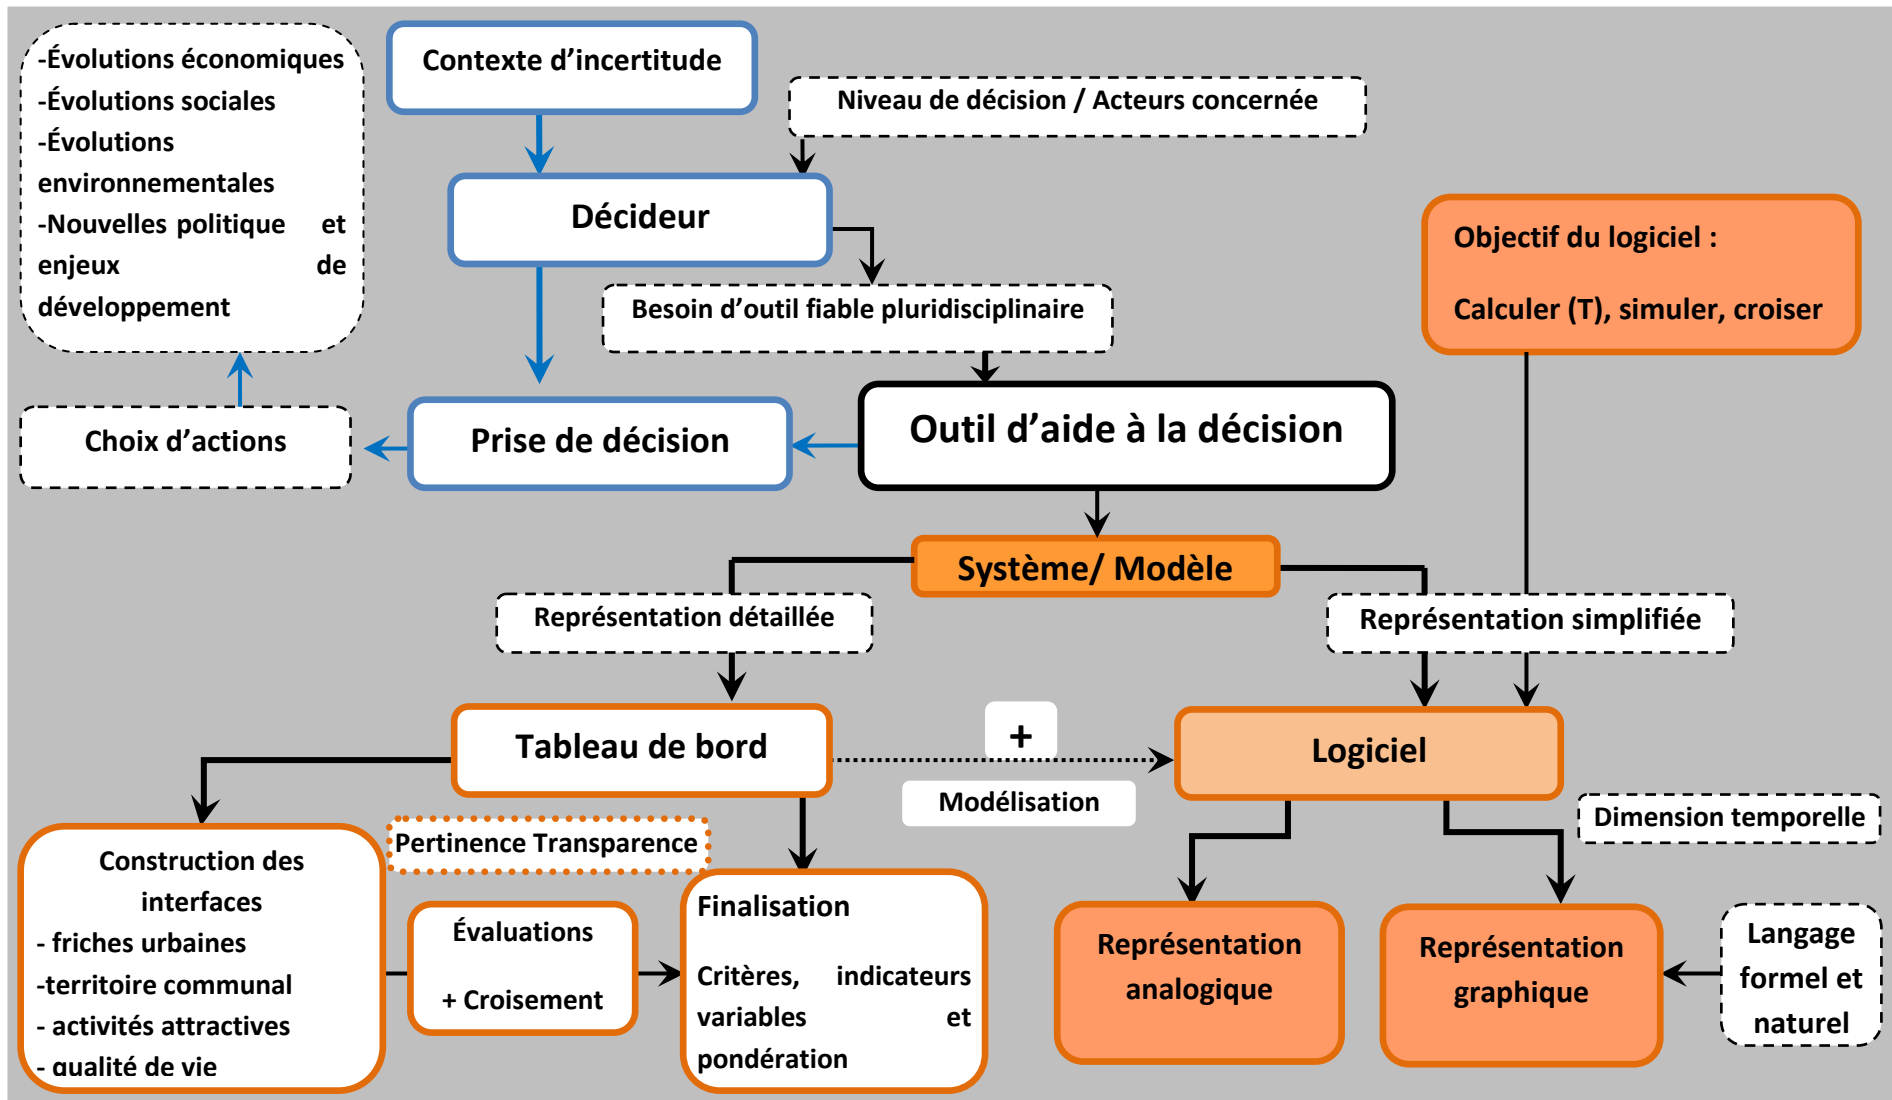 -Évolutions économiques
-Évolutions sociales
-Évolutions
environnementales
-Nouvelles politique et
enjeux de
développement
Contexte d’incertitude
Niveau de décision / Acteurs concernée
Décideur
Besoin d’outil fiable pluridisciplinaire
Objectif du logiciel :
Calculer (T), simuler, croiser
Choix d’actions
Prise de décision
Outil d’aide à la décision
Système/ Modèle
Représentation détaillée
Représentation simplifiée
Tableau de bord
+
Modélisation
Logiciel
Dimension temporelle
Pertinence Transparence
Construction des
interfaces
- friches urbaines
-territoire communal
- activités attractives
- qualité de vie
Évaluations
+ Croisement
Finalisation
Critères, indicateurs
variables et
pondération
Représentation
analogique
Représentation
graphique
Langage
formel et
naturel